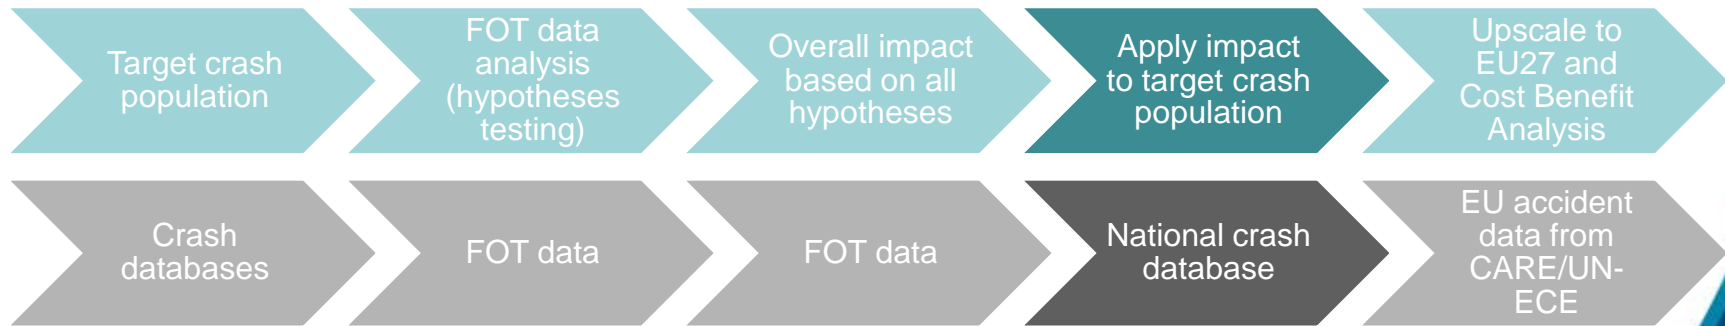 Target crash
population
FOT data
analysis
(hypotheses
testing)
Overall impact
based on all
hypotheses
Apply impact
to target crash
population
Upscale to
EU27 and
Cost Benefit
Analysis
Crash
databases
FOT data
FOT data
National crash
database
EU accident
data from
CARE/UN-
ECE